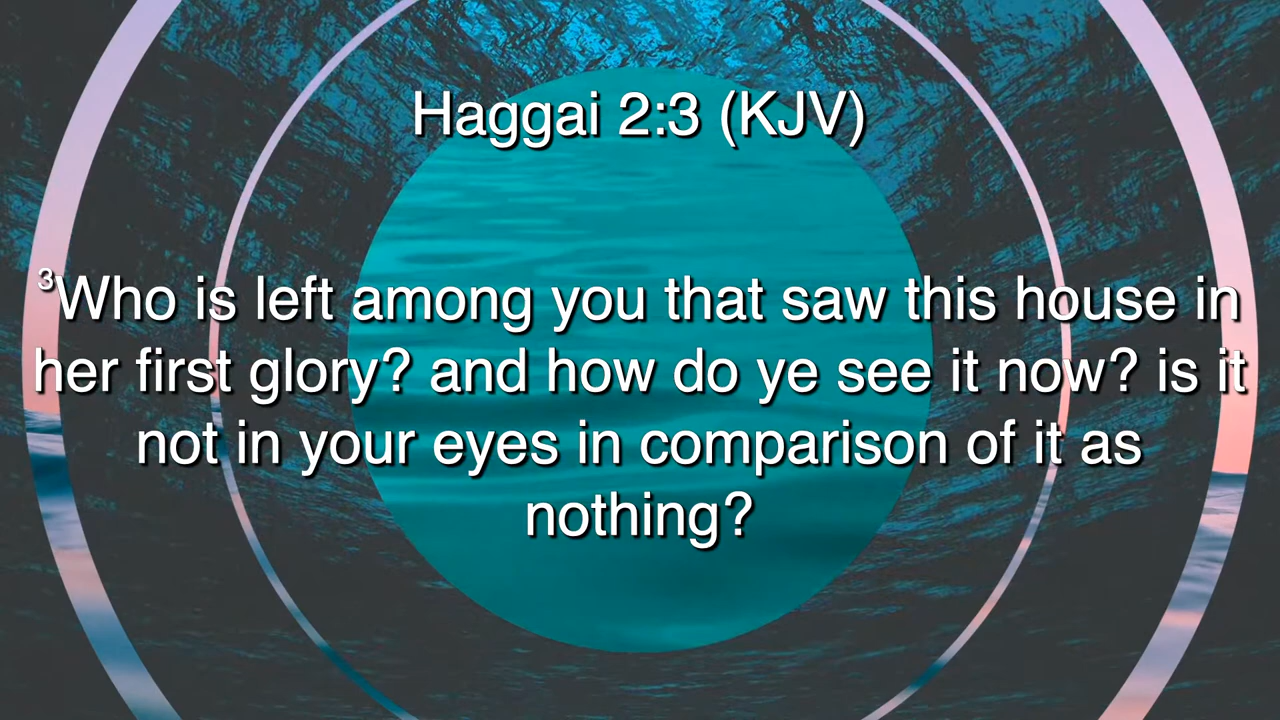 Haggai 2:3 (KJV)
³Who is left among you that saw this house in
her first glory? and how do ye see it now? is it
not in your eyes in comparison of it as
nothing?